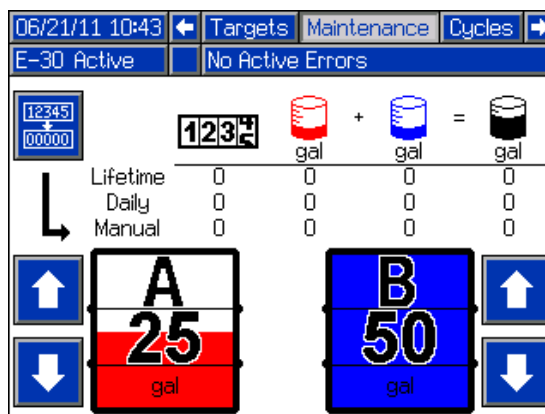 06/21/11 10:43 Targets Maintenance Cycles
E-30 Active No Active Errors
12345
00000
1234 + =
gal gal gal
Lifetime 0 0 0 0
Daily 0 0 0 0
Manual 0 0 0 0
A B
25 50
gal gal